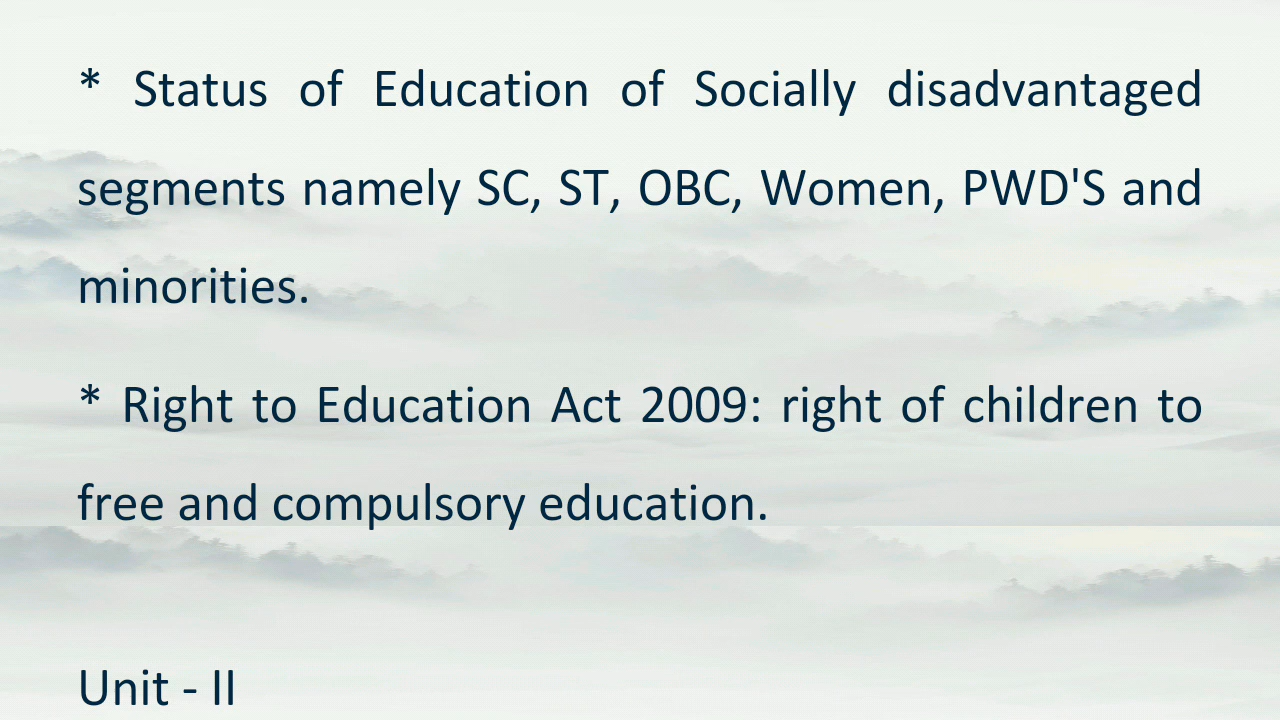 * Status of Education of Socially disadvantaged
segments namely SC, ST, OBC, Women, PWD'S and
minorities.
* Right to Education Act 2009: right of children to
free and compulsory education.
Unit - II